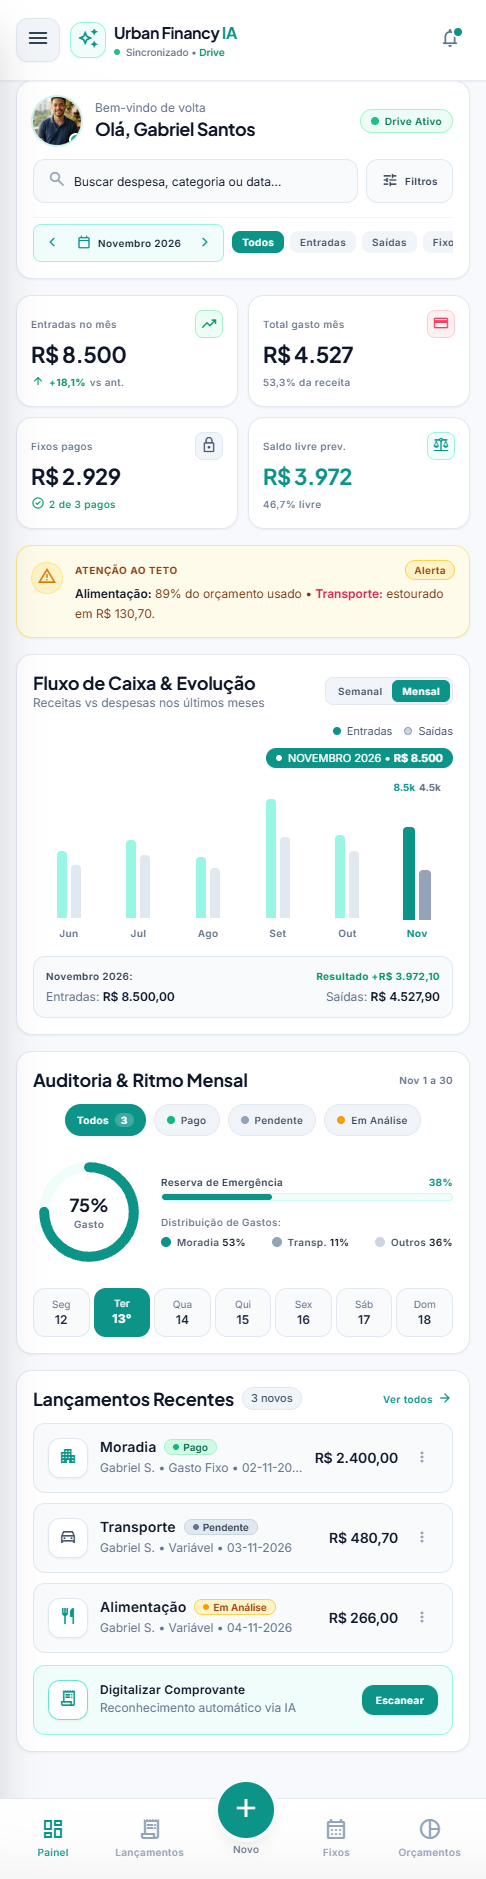 Urban Financy IA
Sincronizado • Drive
Bem-vindo de volta
Olá, Gabriel Santos
Drive Ativo
Buscar despesa, categoria ou data...
Filtros
Novembro 2026
Todos
Entradas
Saídas
Fixo
Entradas no mês
R$ 8.500
+18,1% vs ant.
Total gasto mês
R$ 4.527
53,3% da receita
Fixos pagos
R$ 2.929
2 de 3 pagos
Saldo livre prev.
R$ 3.972
46,7% livre
ATENÇÃO AO TETO
Alerta
Alimentação: 89% do orçamento usado • Transporte: estourado
em R$ 130,70.
Fluxo de Caixa & Evolução
Receitas vs despesas nos últimos meses
Semanal
Mensal
Entradas
Saídas
NOVEMBRO 2026 • R$ 8.500
8.5k 4.5k
Jun
Jul
Ago
Set
Out
Nov
Novembro 2026:
Resultado +R$ 3.972,10
Entradas: R$ 8.500,00
Saídas: R$ 4.527,90
Auditoria & Ritmo Mensal
Nov 1 a 30
Todos 3
Pago
Pendente
Em Análise
75%
Gasto
Reserva de Emergência
38%
Distribuição de Gastos:
Moradia 53%
Transp. 11%
Outros 36%
Seg
12
Ter
13°
Qua
14
Qui
15
Sex
16
Sáb
17
Dom
18
Lançamentos Recentes
3 novos
Ver todos
Moradia
Pago
Gabriel S. • Gasto Fixo • 02-11-20...
R$ 2.400,00
Transporte
Pendente
Gabriel S. • Variável • 03-11-2026
R$ 480,70
Alimentação
Em Análise
Gabriel S. • Variável • 04-11-2026
R$ 266,00
Digitalizar Comprovante
Reconhecimento automático via IA
Escanear
Painel
Lançamentos
Novo
Fixos
Orçamentos